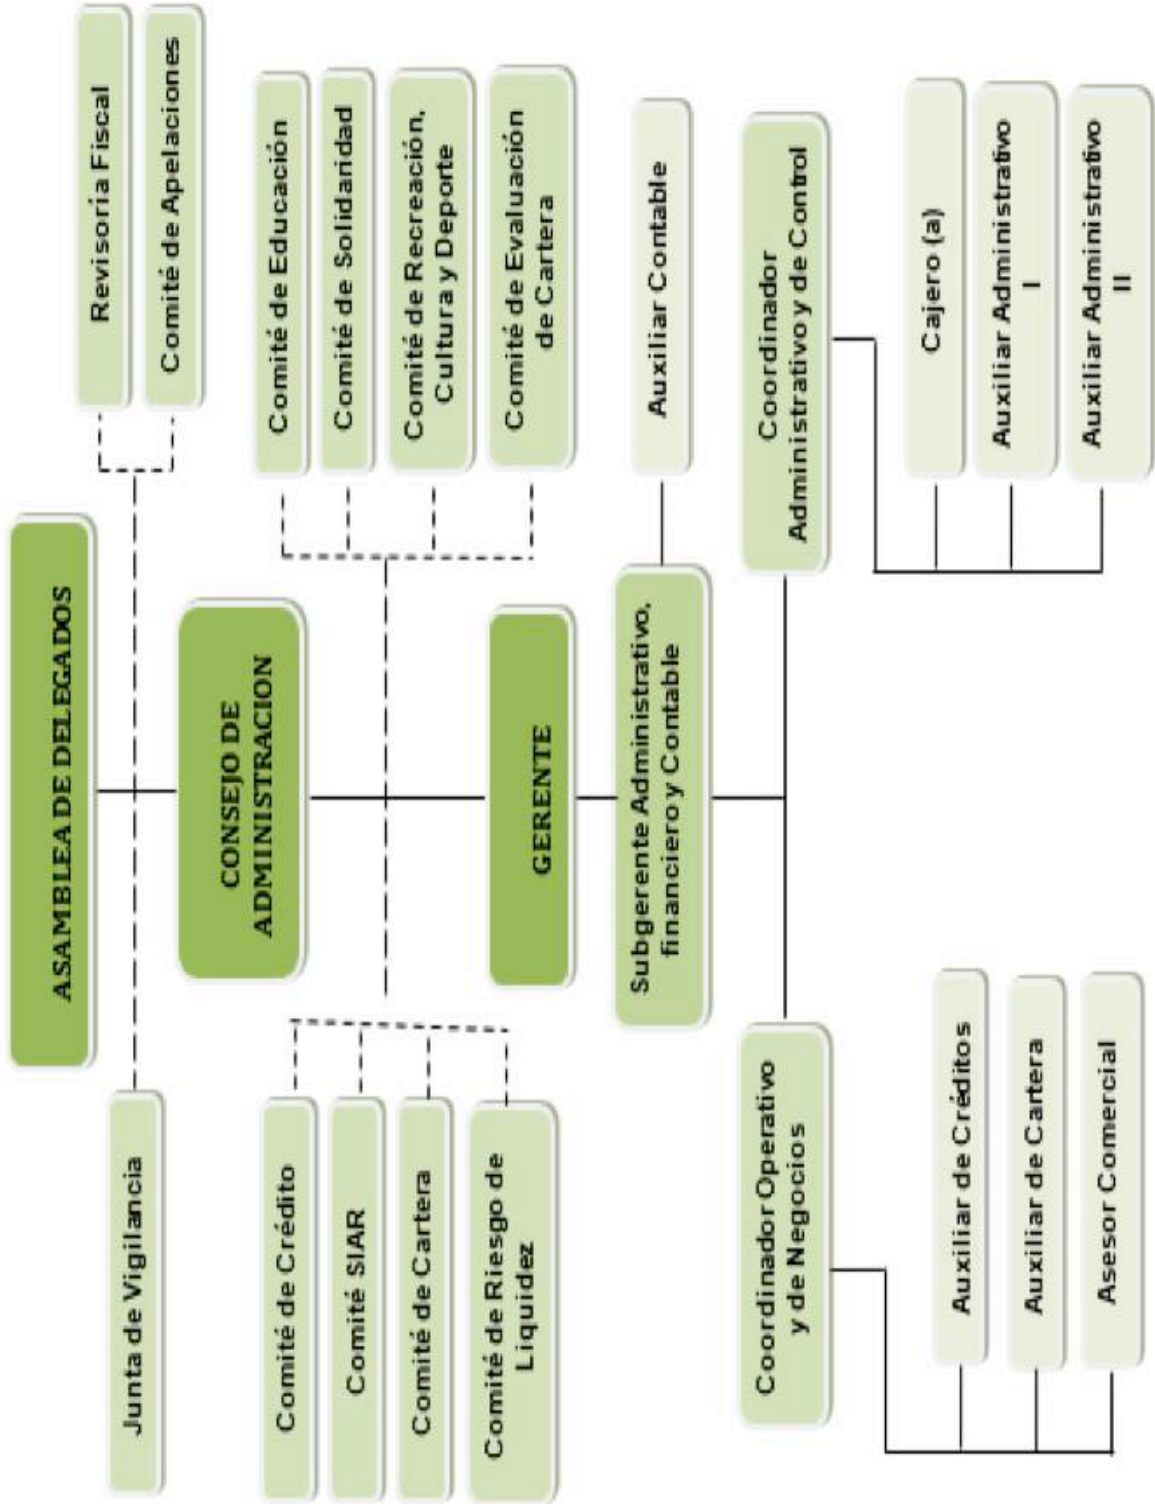 ASAMBLEA DE DELEGADOS
Revisoria Fiscal
Comité de Apelaciones
Junta de Vigilancia
CONSEJO DE
ADMINISTRACION
Comité de Crédito
Comité SIAR
Comité de Cartera
Comité de Riesgo de
Liquidez
Comité de Educación
Comité de Solidaridad
Comité de Recreación,
Cultura y Deporte
Comité de Evaluación
de Cartera
GERENTE
Subgerente Administrativo,
financiero y Contable
Auxiliar Contable
Coordinador Operativo
y de Negocios
Coordinador
Administrativo y de Control
Auxiliar de Créditos
Auxiliar de Cartera
Asesor Comercial
Cajero (a)
Auxiliar Administrativo
I
Auxiliar Administrativo
II